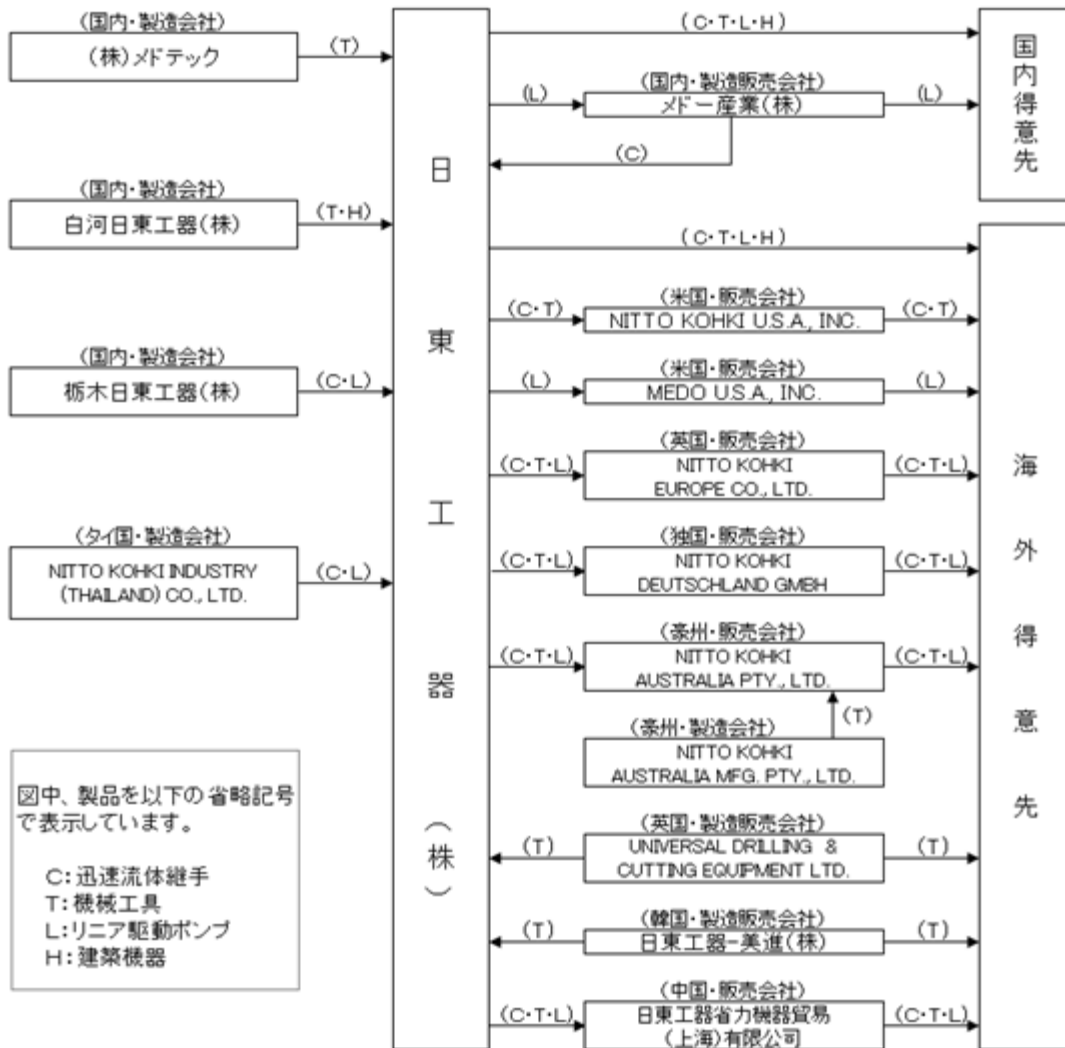 (国内・製造会社)
(株)メドテック
(T)
(国内・製造会社)
白河日東工器(株)
(T・H)
(国内・製造会社)
栃木日東工器(株)
(C・L)
(タイ国・製造会社)
NITTO KOHKI INDUSTRY
(THAILAND) CO., LTD.
(C・L)
図中、製品を以下の省略記号
で表示しています。
C:迅速流体継手
T:機械工具
L:リニア駆動ポンプ
H:建築機器
日東工器(株)
(C・T・L・H)
(国内・製造販売会社)
(L)
メドー産業(株)
(L)
(C)
(C・T・L・H)
(米国・販売会社)
(C・T)
NITTO KOHKI U.S.A., INC.
(C・T)
(米国・販売会社)
(L)
MEDO U.S.A., INC.
(L)
(英国・販売会社)
(C・T・L)
NITTO KOHKI
EUROPE CO., LTD.
(C・T・L)
(独国・販売会社)
(C・T・L)
NITTO KOHKI
DEUTSCHLAND GMBH
(C・T・L)
(豪州・販売会社)
(C・T・L)
NITTO KOHKI
AUSTRALIA PTY., LTD.
(C・T・L)
(T)
(豪州・製造会社)
NITTO KOHKI
AUSTRALIA MFG. PTY., LTD.
(英国・製造販売会社)
(T)
UNIVERSAL DRILLING &
CUTTING EQUIPMENT LTD.
(T)
(韓国・製造販売会社)
(T)
日東工器-美進(株)
(T)
(中国・販売会社)
(C・T・L)
日東工器省力機器貿易
(上海)有限公司
(C・T・L)
国内得意先
海外得意先